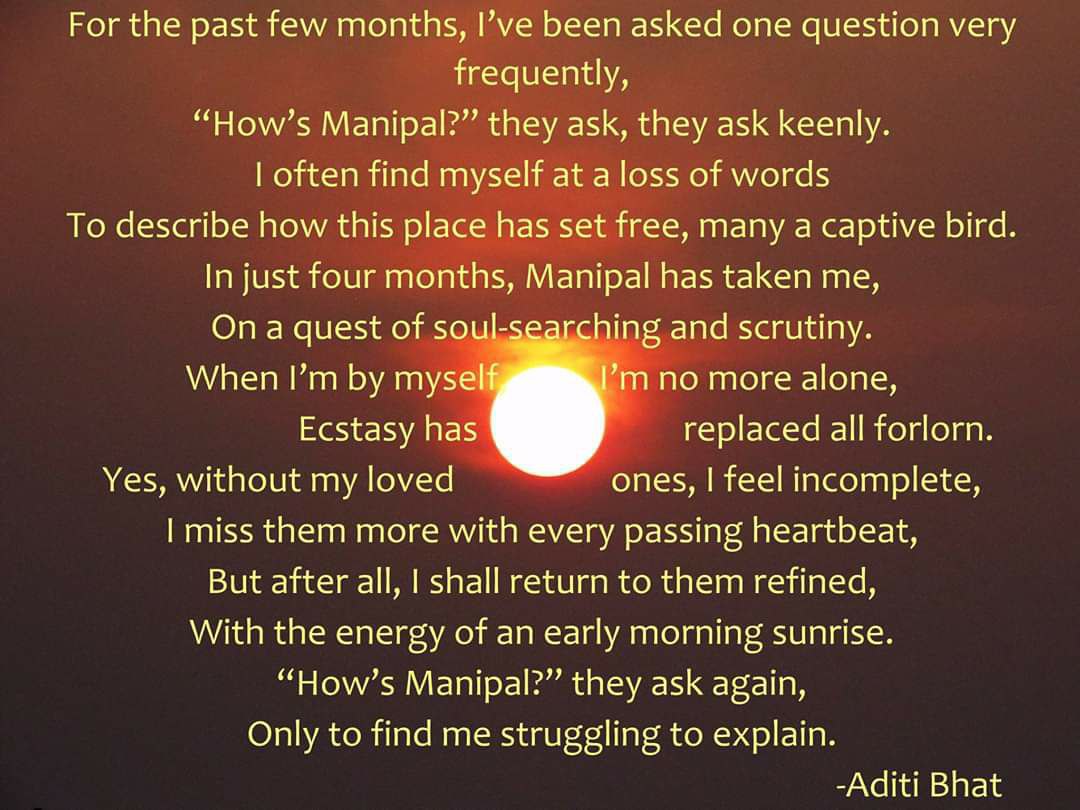 For the past few months, I’ve been asked one question very
frequently,
“How’s Manipal?” they ask, they ask keenly.
I often find myself at a loss of words
To describe how this place has set free, many a captive bird.
In just four months, Manipal has taken me,
On a quest of soul-searching and scrutiny.
When I’m by myself, I’m no more alone,
Ecstasy has replaced all forlorn.
Yes, without my loved ones, I feel incomplete,
I miss them more with every passing heartbeat,
But after all, I shall return to them refined,
With the energy of an early morning sunrise.
“How’s Manipal?” they ask again,
Only to find me struggling to explain.
-Aditi Bhat